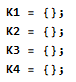 K1 = {};
K2 = {};
K3 = {};
K4 = {};